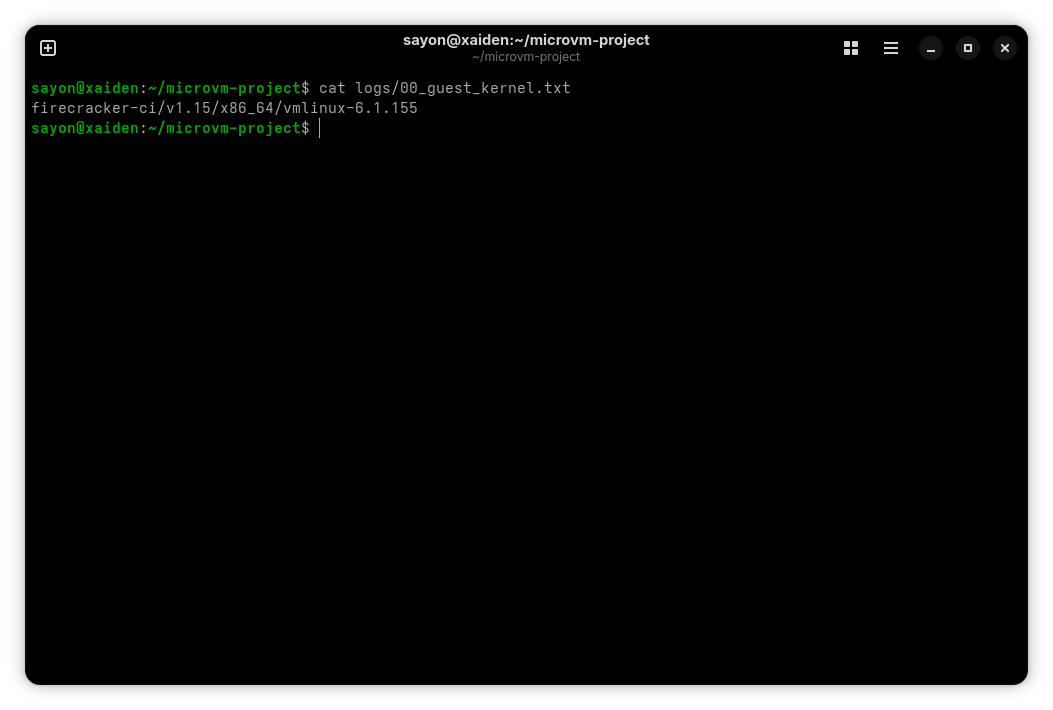 sayon@xaiden:~/microvm-project
~/microvm-project
sayon@xaiden:~/microvm-project$ cat logs/00_guest_kernel.txt
firecracker-ci/v1.15/x86_64/vmlinux-6.1.155
sayon@xaiden:~/microvm-project$